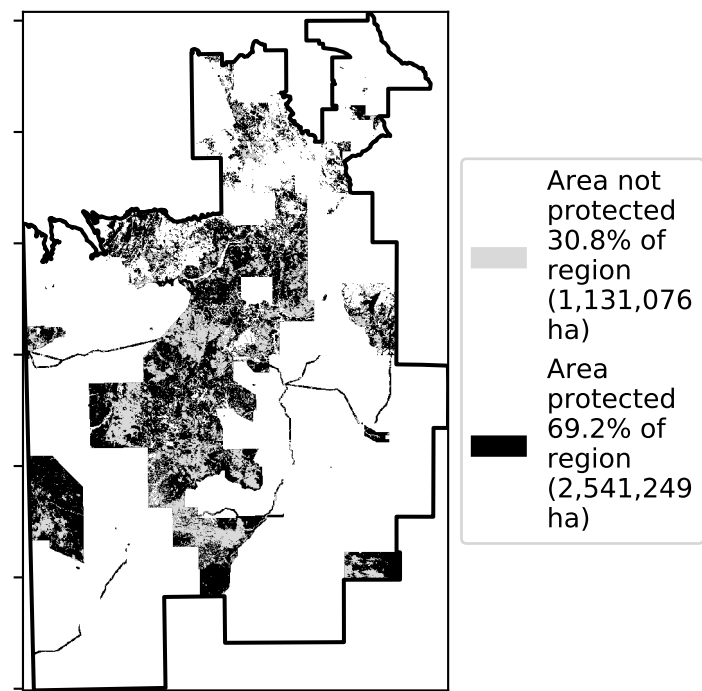 Area not
protected
30.8% of
region
(1,131,076
ha)
Area
protected
69.2% of
region
(2,541,249
ha)